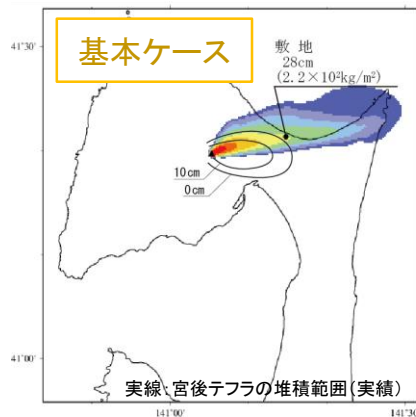 41°30′
基本ケース
敷 地
28cm
(2.2×10²kg/m²)
10cm
0cm
41°00′
実線:宮後テフラの堆積範囲(実績)
141°00′
141°30′